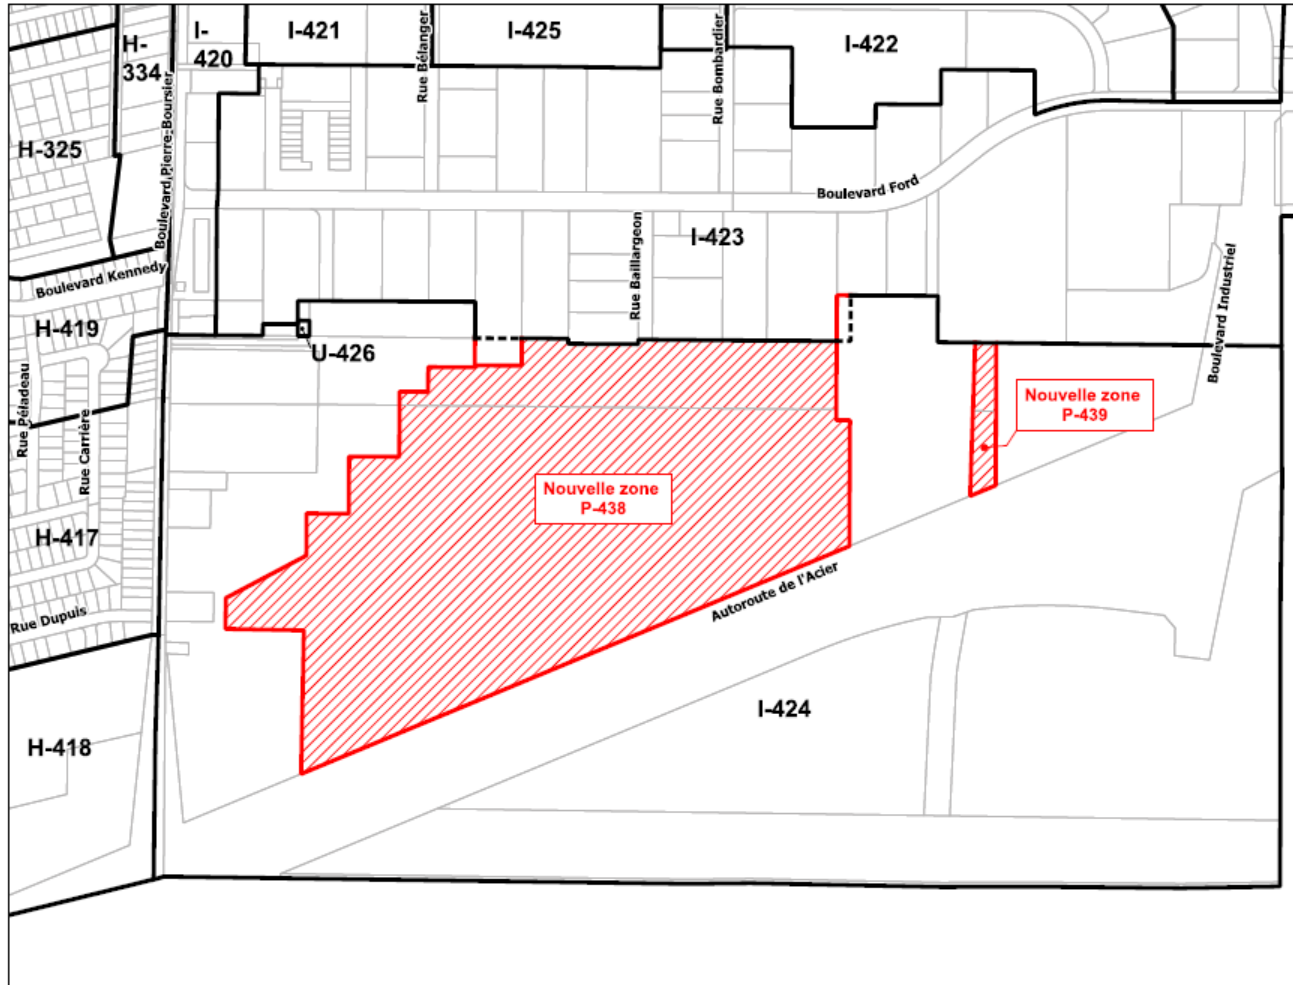 I-421
I-425
I-422
I-
420
H-
334
Rue Bélanger
Rue Bombardier
Boulevard Pierre-Boursier
H-325
Boulevard Ford
I-423
Rue Baillargeon
Boulevard Industriel
Boulevard Kennedy
H-419
U-426
Rue Péladeau
Rue Carrière
Nouvelle zone
P-439
Nouvelle zone
P-438
H-417
Autoroute de l'Acier
Rue Dupuis
I-424
H-418